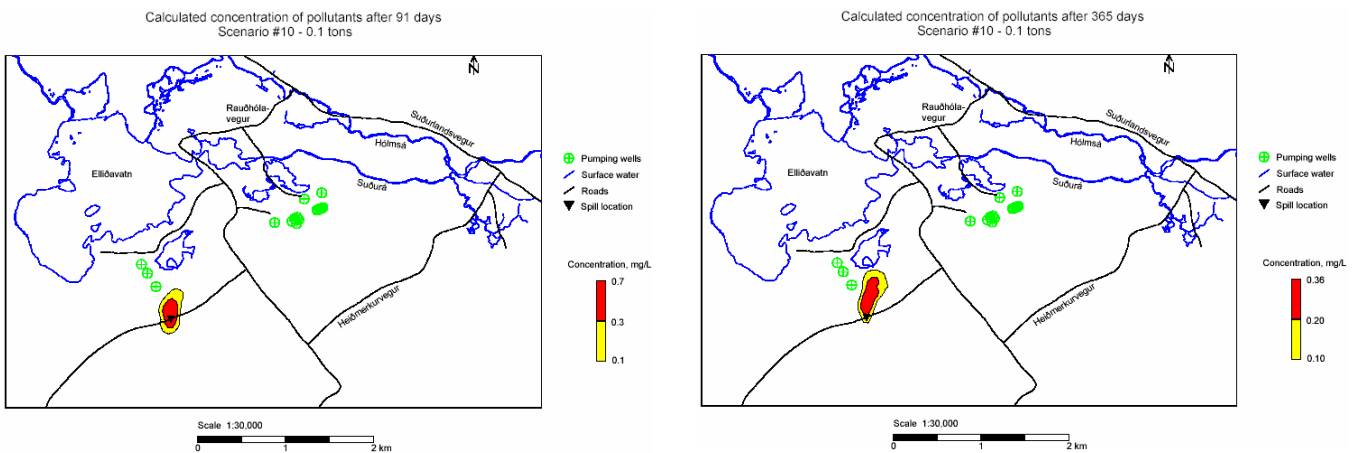 Calculated concentration of pollutants after 91 days
Scenario #10 - 0.1 tons
N
Rauðhóla-
vegur
Suðurlandsvegur
Hólmsá
Elliðavatn
Suðurá
Heiðmerkurvegur
Pumping wells
Surface water
Roads
Spill location
Concentration, mg/L
0.7
0.3
0.1
Scale 1:30,000
0 1 2 km
Calculated concentration of pollutants after 365 days
Scenario #10 - 0.1 tons
N
Rauðhóla-
vegur
Suðurlandsvegur
Hólmsá
Elliðavatn
Suðurá
Heiðmerkurvegur
Pumping wells
Surface water
Roads
Spill location
Concentration, mg/L
0.36
0.20
0.10
Scale 1:30,000
0 1 2 km